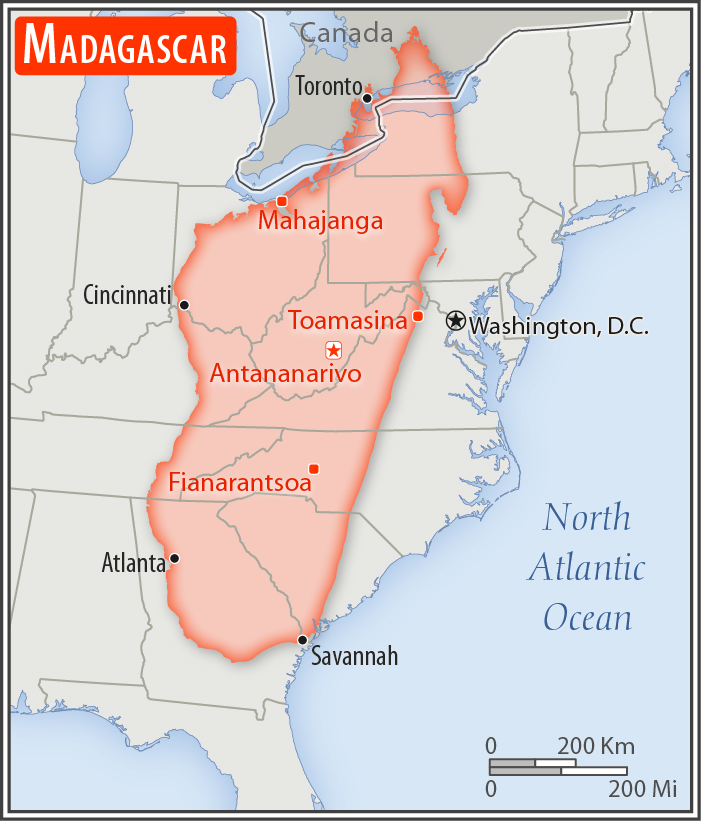 MADAGASCAR
Canada
Toronto
Mahajanga
Cincinnati
Toamasina
Washington, D.C.
Antananarivo
Fianarantsoa
North
Atlantic
Ocean
Atlanta
Savannah
0 200 Km
0 200 Mi